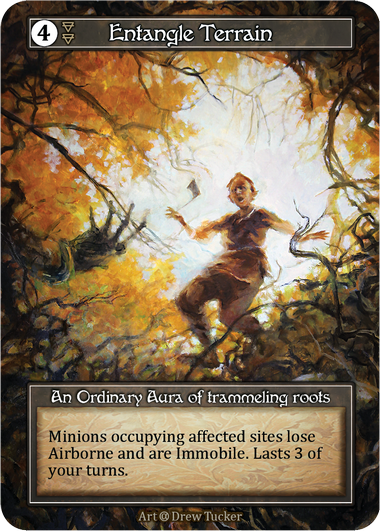 4
Entangle Terrain
An Ordinary Aura of trammeling roots
Minions occupying affected sites lose
Airborne and are Immobile. Lasts 3 of
your turns.
Art @ Drew Tucker